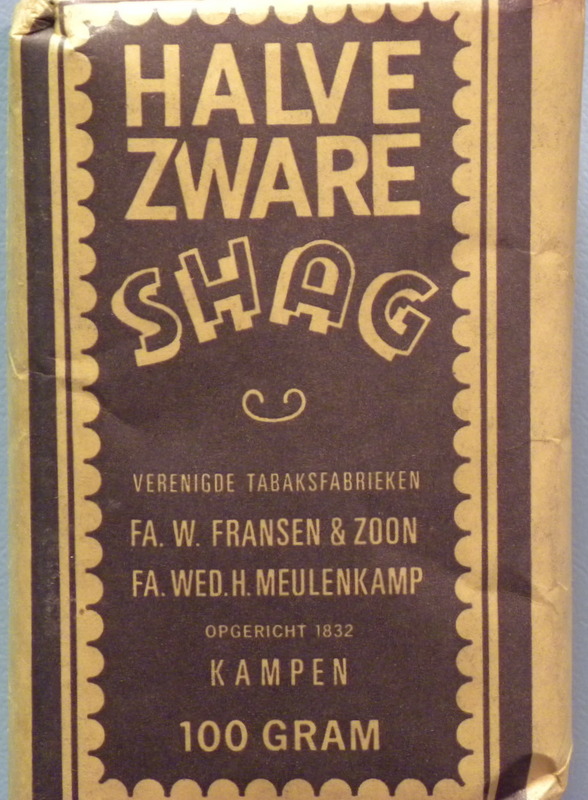 HALVE
ZWARE
SHAG
VERENIGDE TABAKSFABRIEKEN
FA. W. FRANSEN & ZOON
FA. WED. H. MEULENKAMP
OPGERICHT 1832
KAMPEN
100 GRAM